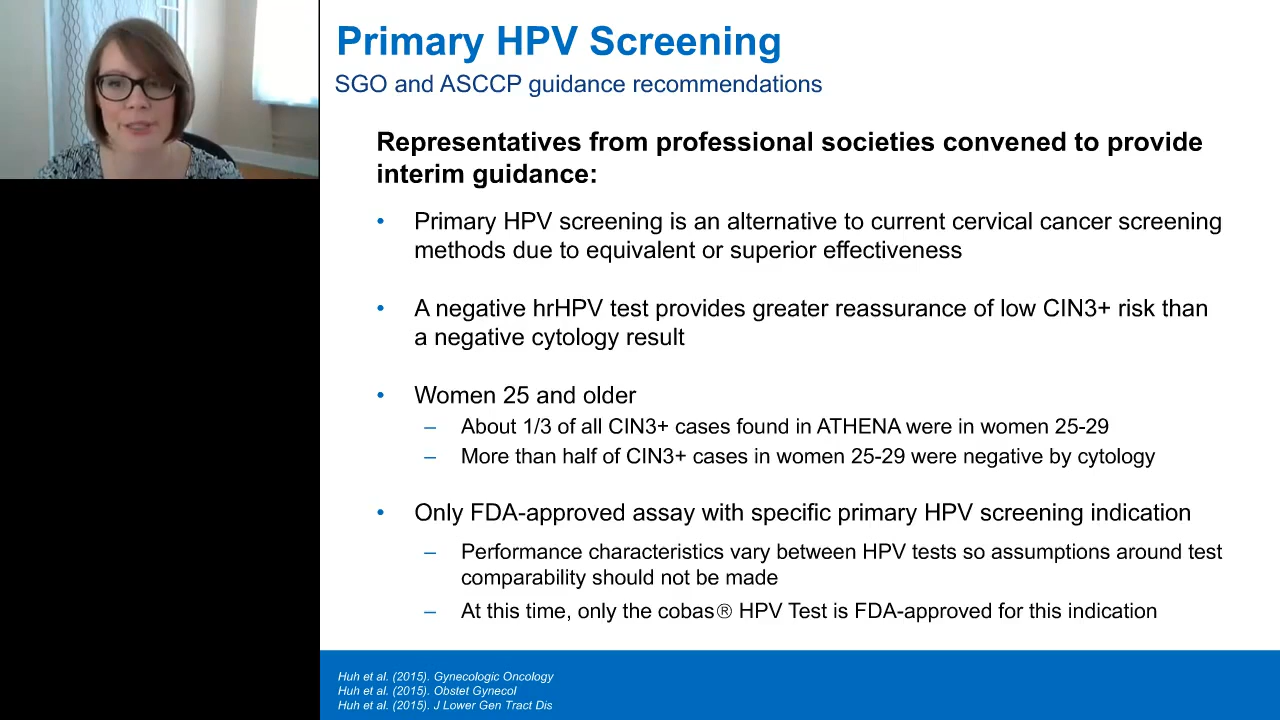 Primary HPV Screening
SGO and ASCCP guidance recommendations
Representatives from professional societies convened to provide
interim guidance:
• Primary HPV screening is an alternative to current cervical cancer screening
methods due to equivalent or superior effectiveness
• A negative hrHPV test provides greater reassurance of low CIN3+ risk than
a negative cytology result
• Women 25 and older
– About 1/3 of all CIN3+ cases found in ATHENA were in women 25-29
– More than half of CIN3+ cases in women 25-29 were negative by cytology
• Only FDA-approved assay with specific primary HPV screening indication
– Performance characteristics vary between HPV tests so assumptions around test
comparability should not be made
– At this time, only the cobas® HPV Test is FDA-approved for this indication
Huh et al. (2015). Gynecologic Oncology
Huh et al. (2015). Obstet Gynecol
Huh et al. (2015). J Lower Gen Tract Dis